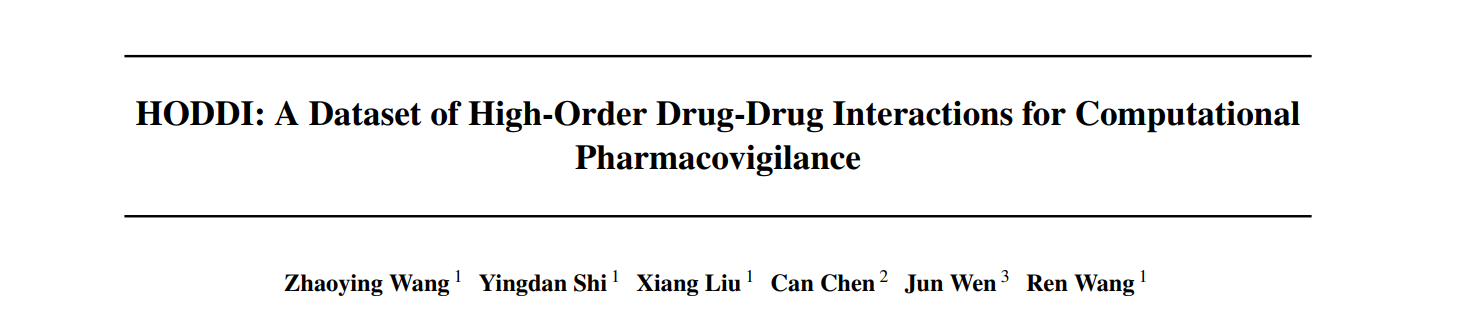 HODDI: A Dataset of High-Order Drug-Drug Interactions for Computational
Pharmacovigilance
Zhaoying Wang 1 Yingdan Shi 1 Xiang Liu 1 Can Chen 2 Jun Wen 3 Ren Wang 1